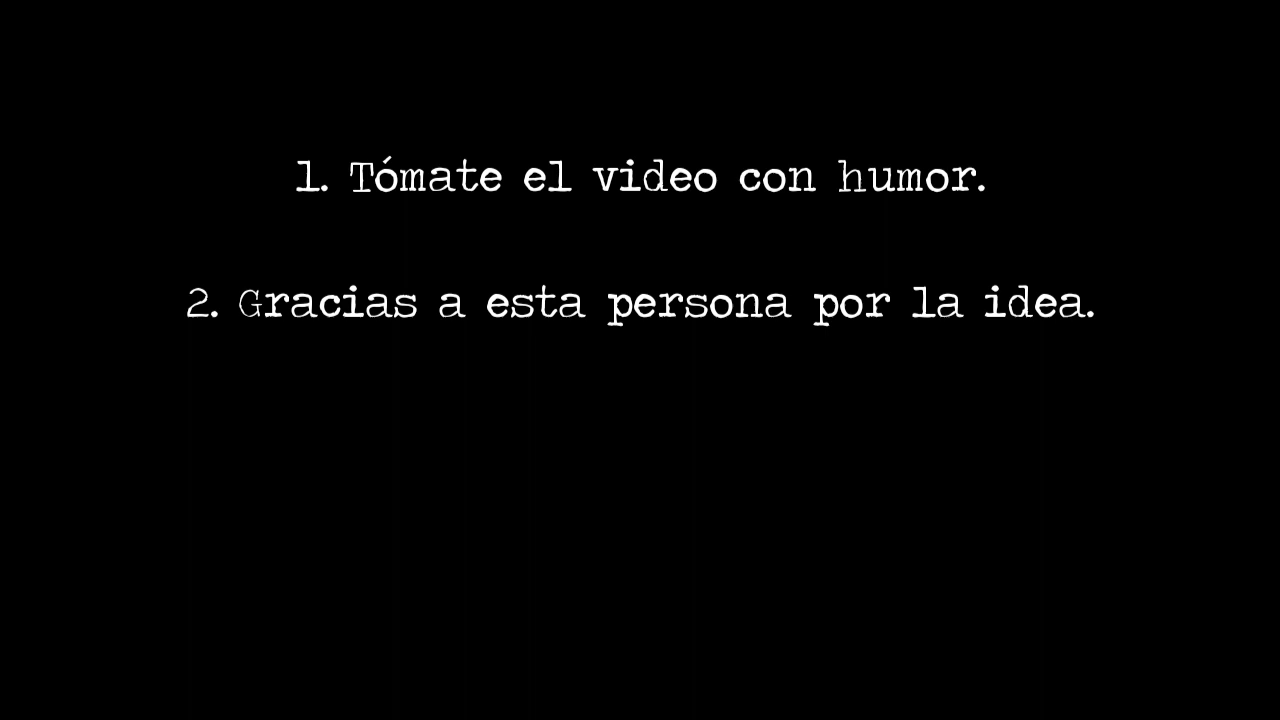 1. Tómate el video con humor.
2. Gracias a esta persona por la idea.